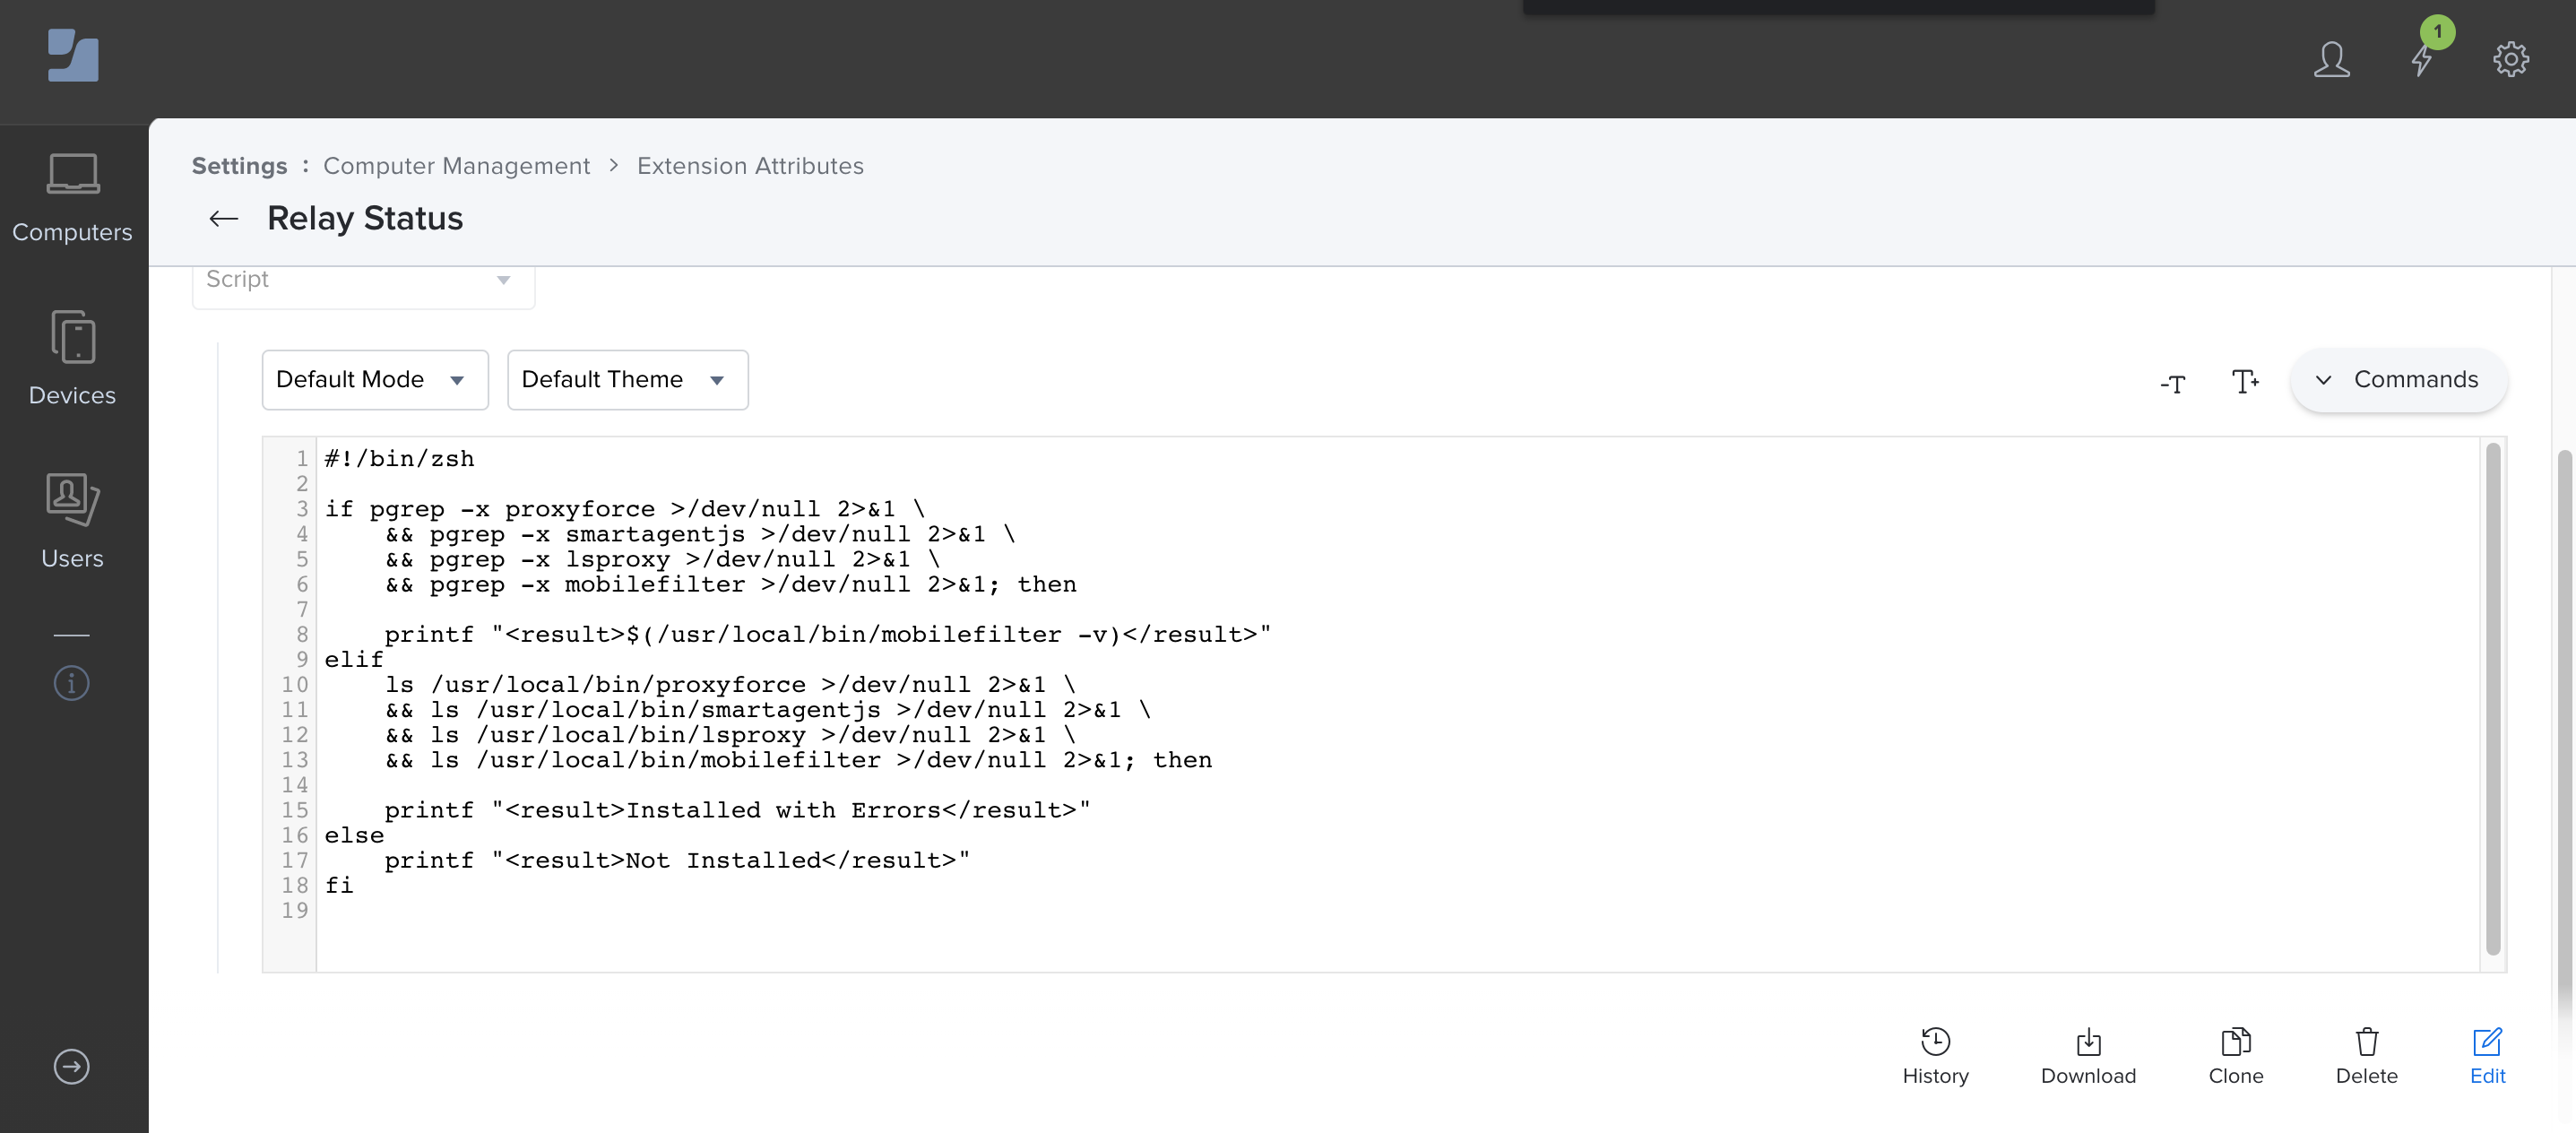 1
Settings : Computer Management > Extension Attributes
← Relay Status
Computers
Devices
Users
Script
Default Mode
Default Theme
-T
T+
Commands
1 #!/bin/zsh
2
3 if pgrep -x proxyforce >/dev/null 2>&1 \
4     && pgrep -x smartagentjs >/dev/null 2>&1 \
5     && pgrep -x lsproxy >/dev/null 2>&1 \
6     && pgrep -x mobilefilter >/dev/null 2>&1; then
7
8     printf "<result>$(/usr/local/bin/mobilefilter -v)</result>"
9 elif
10     ls /usr/local/bin/proxyforce >/dev/null 2>&1 \
11     && ls /usr/local/bin/smartagentjs >/dev/null 2>&1 \
12     && ls /usr/local/bin/lsproxy >/dev/null 2>&1 \
13     && ls /usr/local/bin/mobilefilter >/dev/null 2>&1; then
14
15     printf "<result>Installed with Errors</result>"
16 else
17     printf "<result>Not Installed</result>"
18 fi
19
History
Download
Clone
Delete
Edit